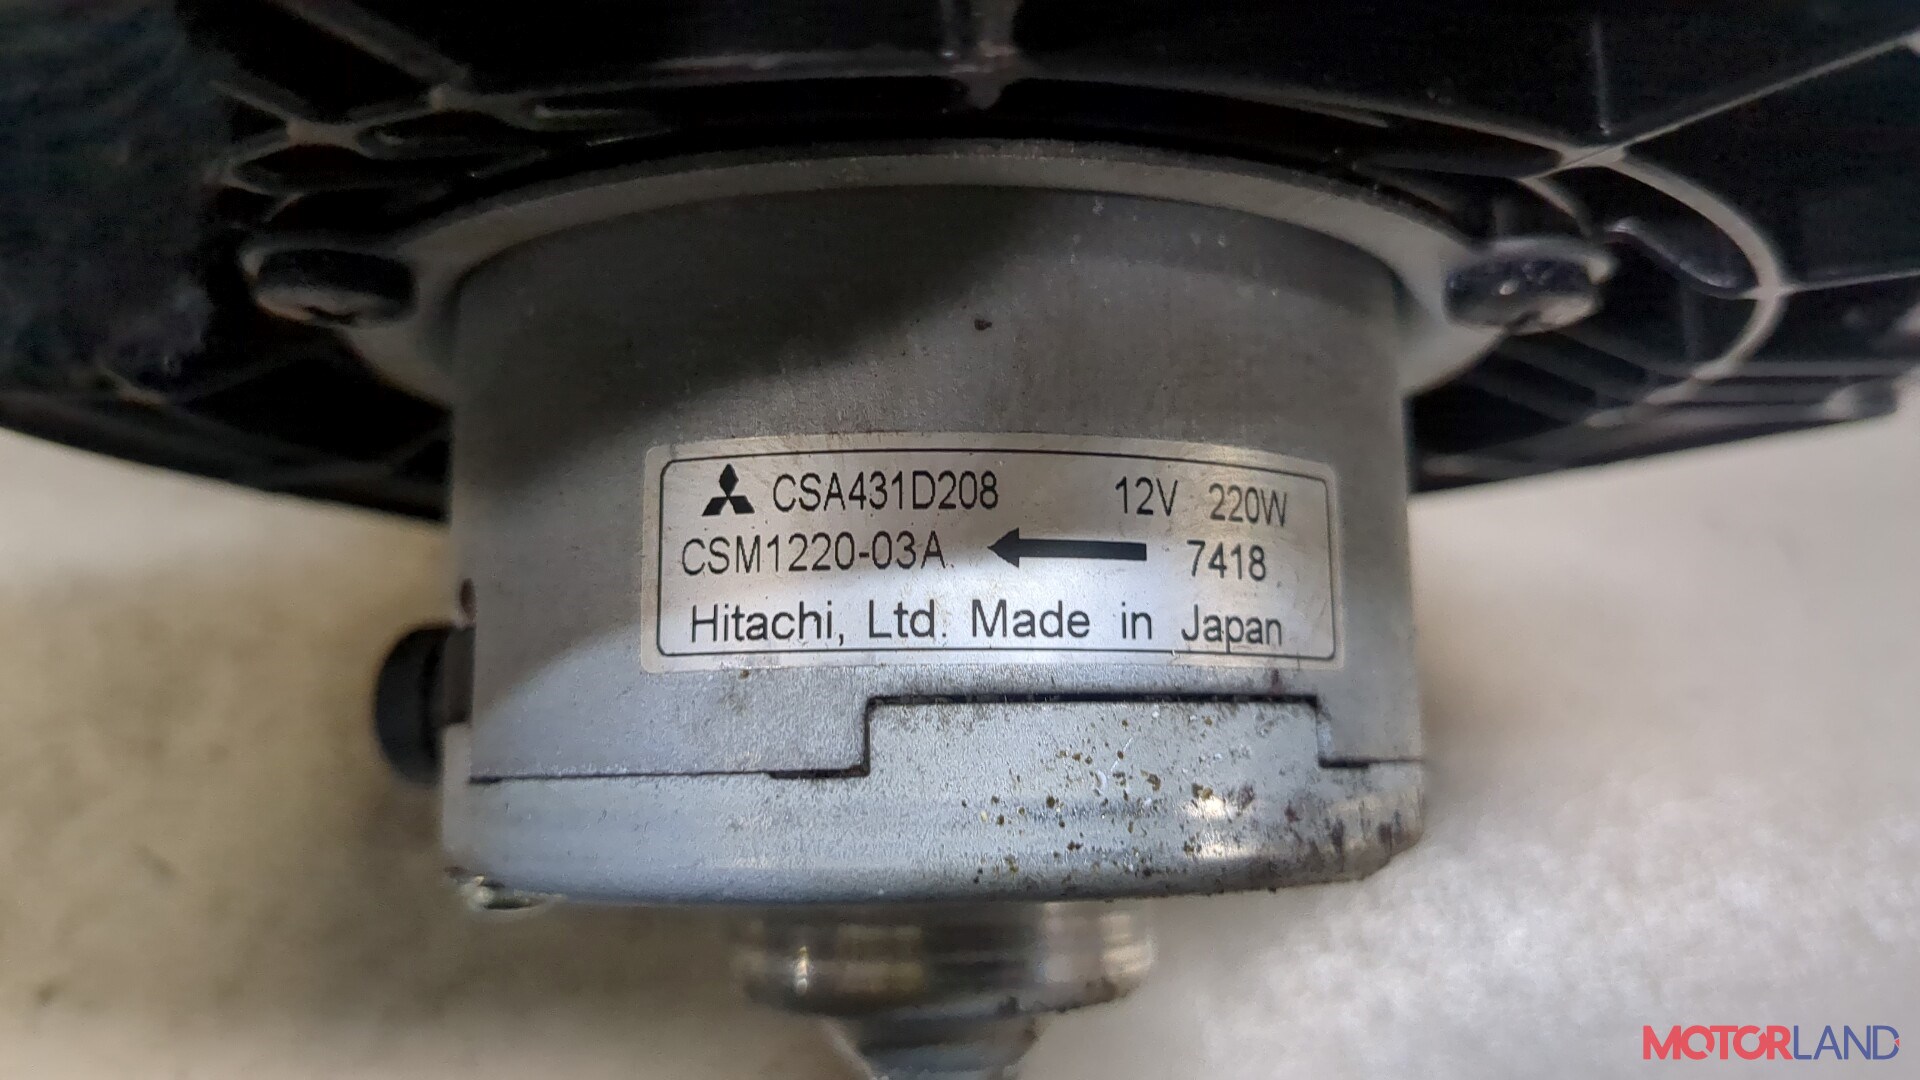 CSA431D208 12V 220W
CSM1220-03A 7418
Hitachi, Ltd. Made in Japan
MOTORLAND